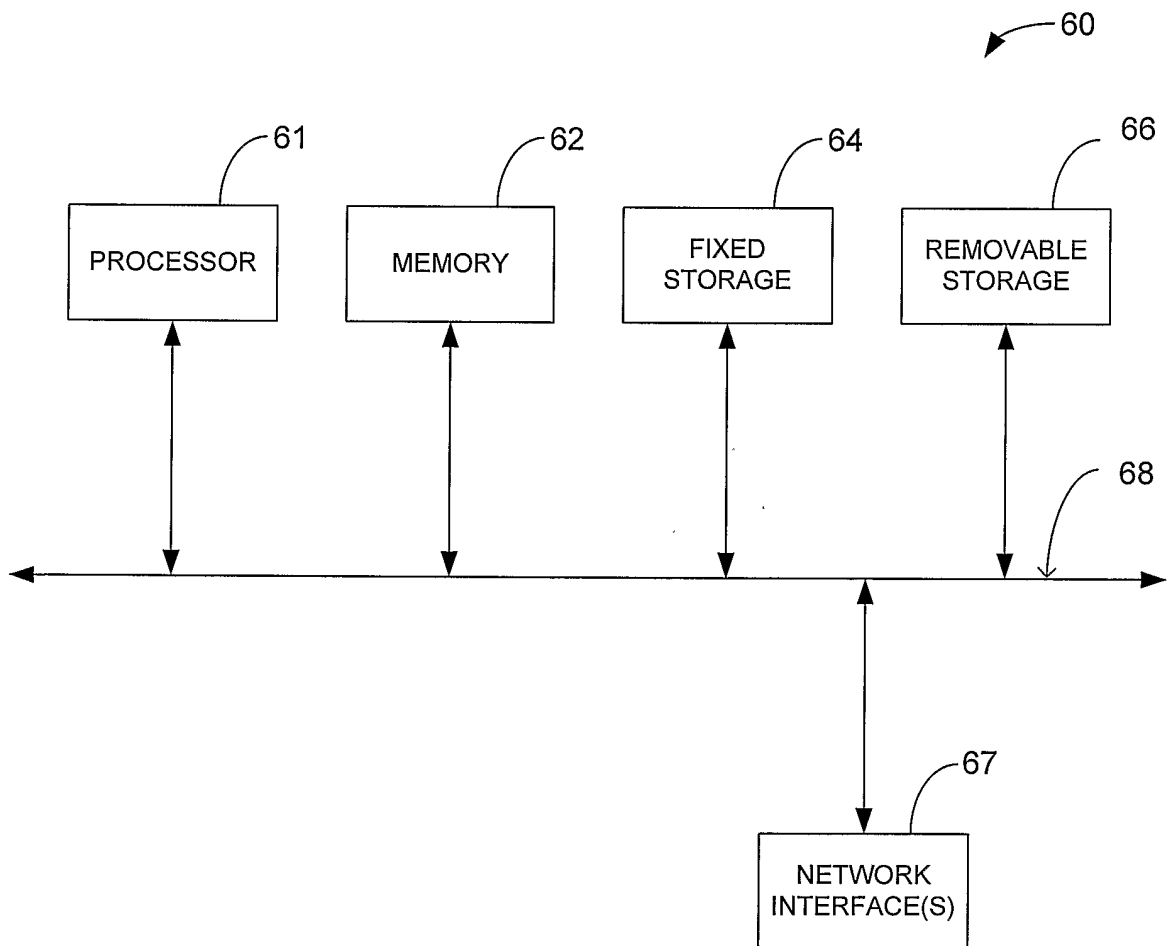 60
61
62
64
66
PROCESSOR
MEMORY
FIXED
STORAGE
REMOVABLE
STORAGE
68
67
NETWORK
INTERFACE(S)